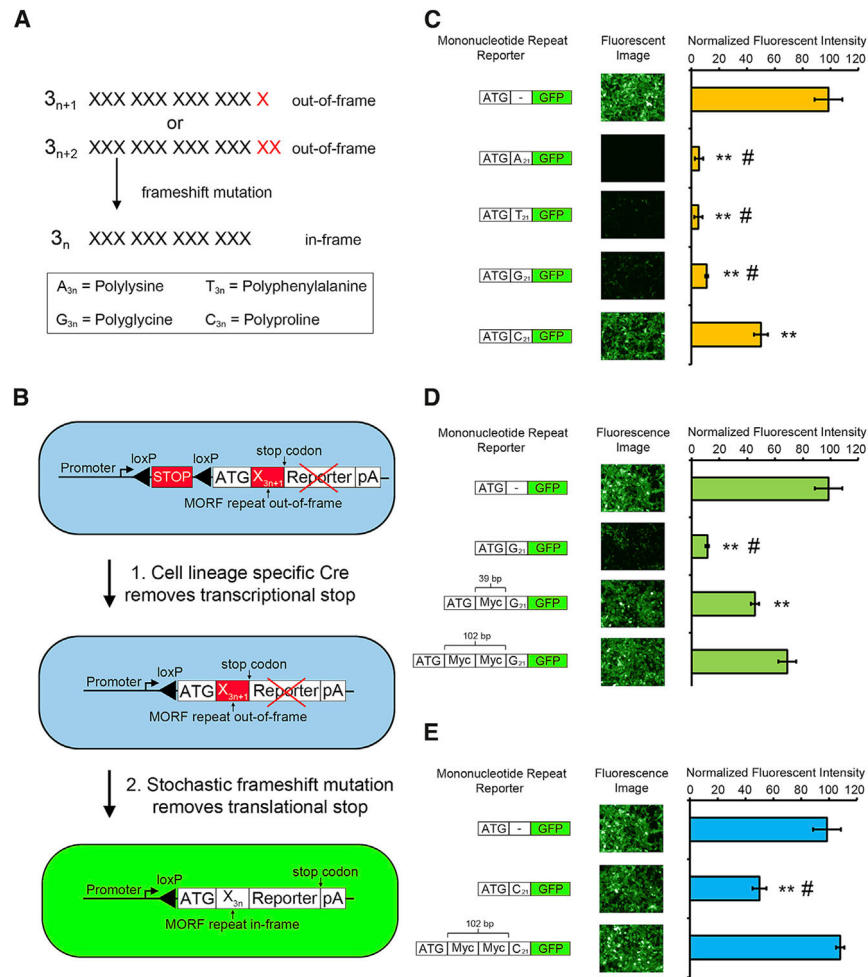 A
3n+1 XXX XXX XXX XXX X out-of-frame
or
3n+2 XXX XXX XXX XXX XX out-of-frame
frameshift mutation
3n XXX XXX XXX XXX in-frame
A3n = Polylysine T3n = Polyphenylalanine
G3n = Polyglycine C3n = Polyproline
B
stop codon
loxP loxP
Promoter STOP ATG X3n+1 Reporter pA
MORF repeat out-of-frame
1. Cell lineage specific Cre
removes transcriptional stop
stop codon
loxP
Promoter ATG X3n+1 Reporter pA
MORF repeat out-of-frame
2. Stochastic frameshift mutation
removes translational stop
stop codon
loxP
Promoter ATG X3n Reporter pA
MORF repeat in-frame
C
Mononucleotide Repeat
Reporter
Fluorescent
Image
Normalized Fluorescent Intensity
0 20 40 60 80 100
ATG - GFP
ATG A21 GFP ** #
ATG T21 GFP ** #
ATG G21 GFP ** #
ATG C21 GFP **
D
Mononucleotide Repeat
Reporter
Fluorescence
Image
Normalized Fluorescent Intensity
0 20 40 60 80 100 120
ATG - GFP
ATG G21 GFP ** #
39 bp
ATG Myc G21 GFP **
102 bp
ATG Myc Myc G21 GFP
E
Mononucleotide Repeat
Reporter
Fluorescence
Image
Normalized Fluorescent Intensity
0 20 40 60 80 100 120
ATG - GFP
ATG C21 GFP ** #
102 bp
ATG Myc Myc C21 GFP